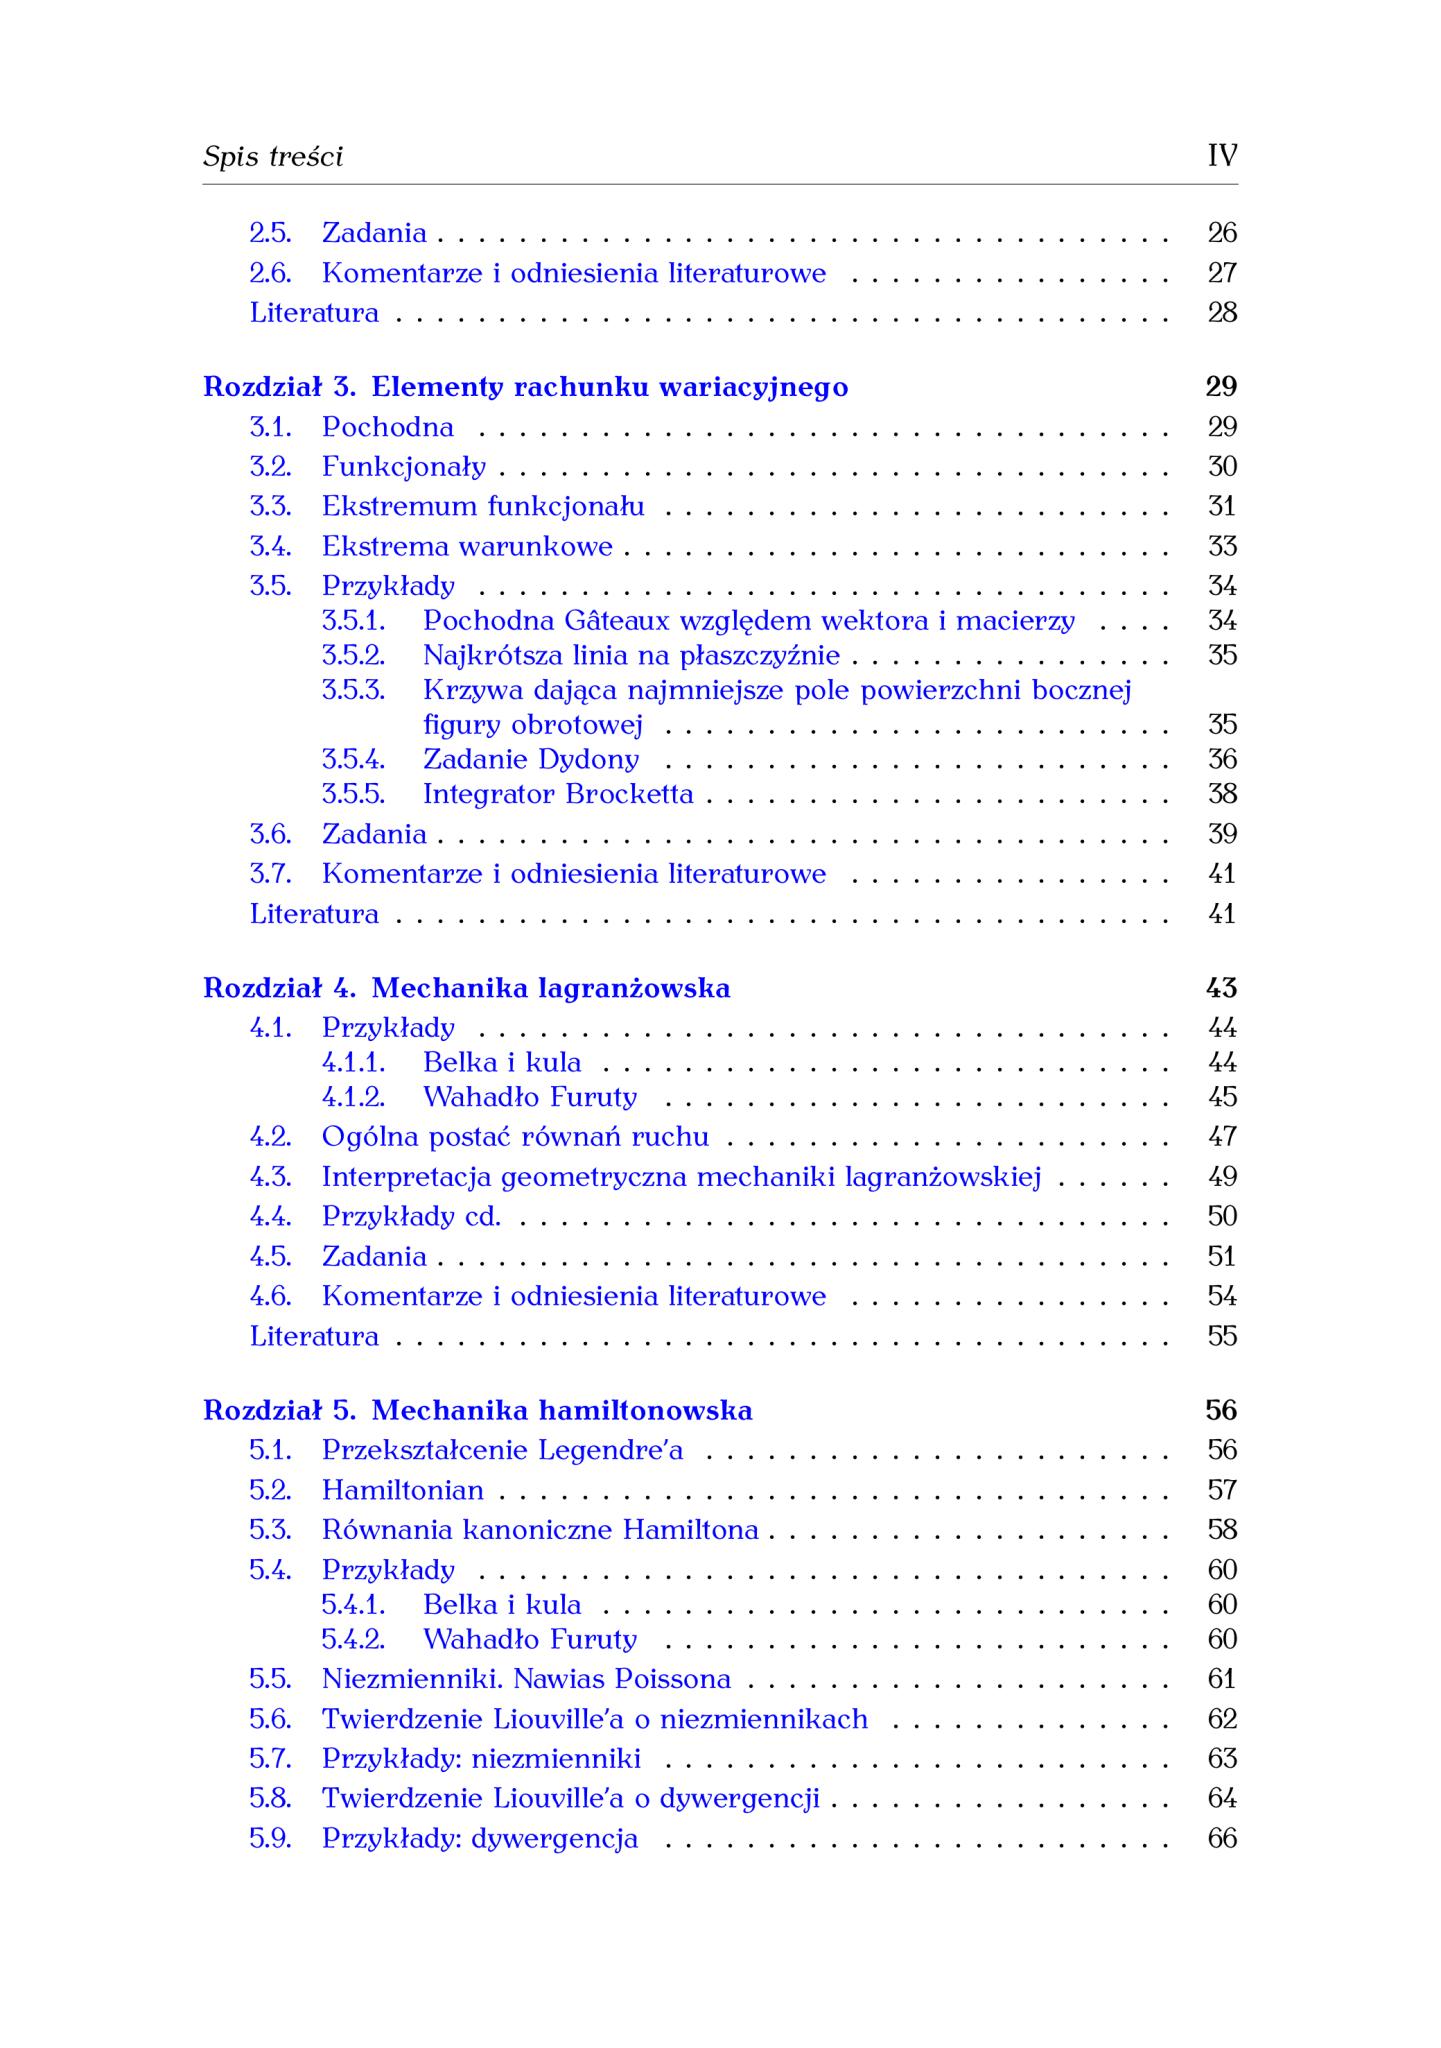 Spis treści IV
2.5. Zadania . . . . . . . . . . . . . . . . . . . . . . . . . . . . . . . . . . . . 26
2.6. Komentarze i odniesienia literaturowe . . . . . . . . . . . . . . . . 27
Literatura . . . . . . . . . . . . . . . . . . . . . . . . . . . . . . . . . . . . . . 28
Rozdział 3. Elementy rachunku wariacyjnego 29
3.1. Pochodna . . . . . . . . . . . . . . . . . . . . . . . . . . . . . . . . . . 29
3.2. Funkcjonały . . . . . . . . . . . . . . . . . . . . . . . . . . . . . . . . . 30
3.3. Ekstremum funkcjonału . . . . . . . . . . . . . . . . . . . . . . . . . 31
3.4. Ekstrema warunkowe . . . . . . . . . . . . . . . . . . . . . . . . . . . 33
3.5. Przykłady . . . . . . . . . . . . . . . . . . . . . . . . . . . . . . . . . . 34
3.5.1. Pochodna Gâteaux względem wektora i macierzy . . . . 34
3.5.2. Najkrótsza linia na płaszczyźnie . . . . . . . . . . . . . . . . 35
3.5.3. Krzywa dająca najmniejsze pole powierzchni bocznej
figury obrotowej . . . . . . . . . . . . . . . . . . . . . . . . . 35
3.5.4. Zadanie Dydony . . . . . . . . . . . . . . . . . . . . . . . . . 36
3.5.5. Integrator Brocketta . . . . . . . . . . . . . . . . . . . . . . . 38
3.6. Zadania . . . . . . . . . . . . . . . . . . . . . . . . . . . . . . . . . . . . 39
3.7. Komentarze i odniesienia literaturowe . . . . . . . . . . . . . . . . 41
Literatura . . . . . . . . . . . . . . . . . . . . . . . . . . . . . . . . . . . . . . 41
Rozdział 4. Mechanika lagranżowska 43
4.1. Przykłady . . . . . . . . . . . . . . . . . . . . . . . . . . . . . . . . . . 44
4.1.1. Belka i kula . . . . . . . . . . . . . . . . . . . . . . . . . . . . 44
4.1.2. Wahadło Furuty . . . . . . . . . . . . . . . . . . . . . . . . . 45
4.2. Ogólna postać równań ruchu . . . . . . . . . . . . . . . . . . . . . . 47
4.3. Interpretacja geometryczna mechaniki lagranżowskiej . . . . . . 49
4.4. Przykłady cd. . . . . . . . . . . . . . . . . . . . . . . . . . . . . . . . . 50
4.5. Zadania . . . . . . . . . . . . . . . . . . . . . . . . . . . . . . . . . . . . 51
4.6. Komentarze i odniesienia literaturowe . . . . . . . . . . . . . . . . 54
Literatura . . . . . . . . . . . . . . . . . . . . . . . . . . . . . . . . . . . . . . 55
Rozdział 5. Mechanika hamiltonowska 56
5.1. Przekształcenie Legendre’a . . . . . . . . . . . . . . . . . . . . . . . 56
5.2. Hamiltonian . . . . . . . . . . . . . . . . . . . . . . . . . . . . . . . . . 57
5.3. Równania kanoniczne Hamiltona . . . . . . . . . . . . . . . . . . . . 58
5.4. Przykłady . . . . . . . . . . . . . . . . . . . . . . . . . . . . . . . . . . 60
5.4.1. Belka i kula . . . . . . . . . . . . . . . . . . . . . . . . . . . . 60
5.4.2. Wahadło Furuty . . . . . . . . . . . . . . . . . . . . . . . . . 60
5.5. Niezmienniki. Nawias Poissona . . . . . . . . . . . . . . . . . . . . . 61
5.6. Twierdzenie Liouville’a o niezmiennikach . . . . . . . . . . . . . . 62
5.7. Przykłady: niezmienniki . . . . . . . . . . . . . . . . . . . . . . . . . 63
5.8. Twierdzenie Liouville’a o dywergencji . . . . . . . . . . . . . . . . . 64
5.9. Przykłady: dywergencja . . . . . . . . . . . . . . . . . . . . . . . . . 66